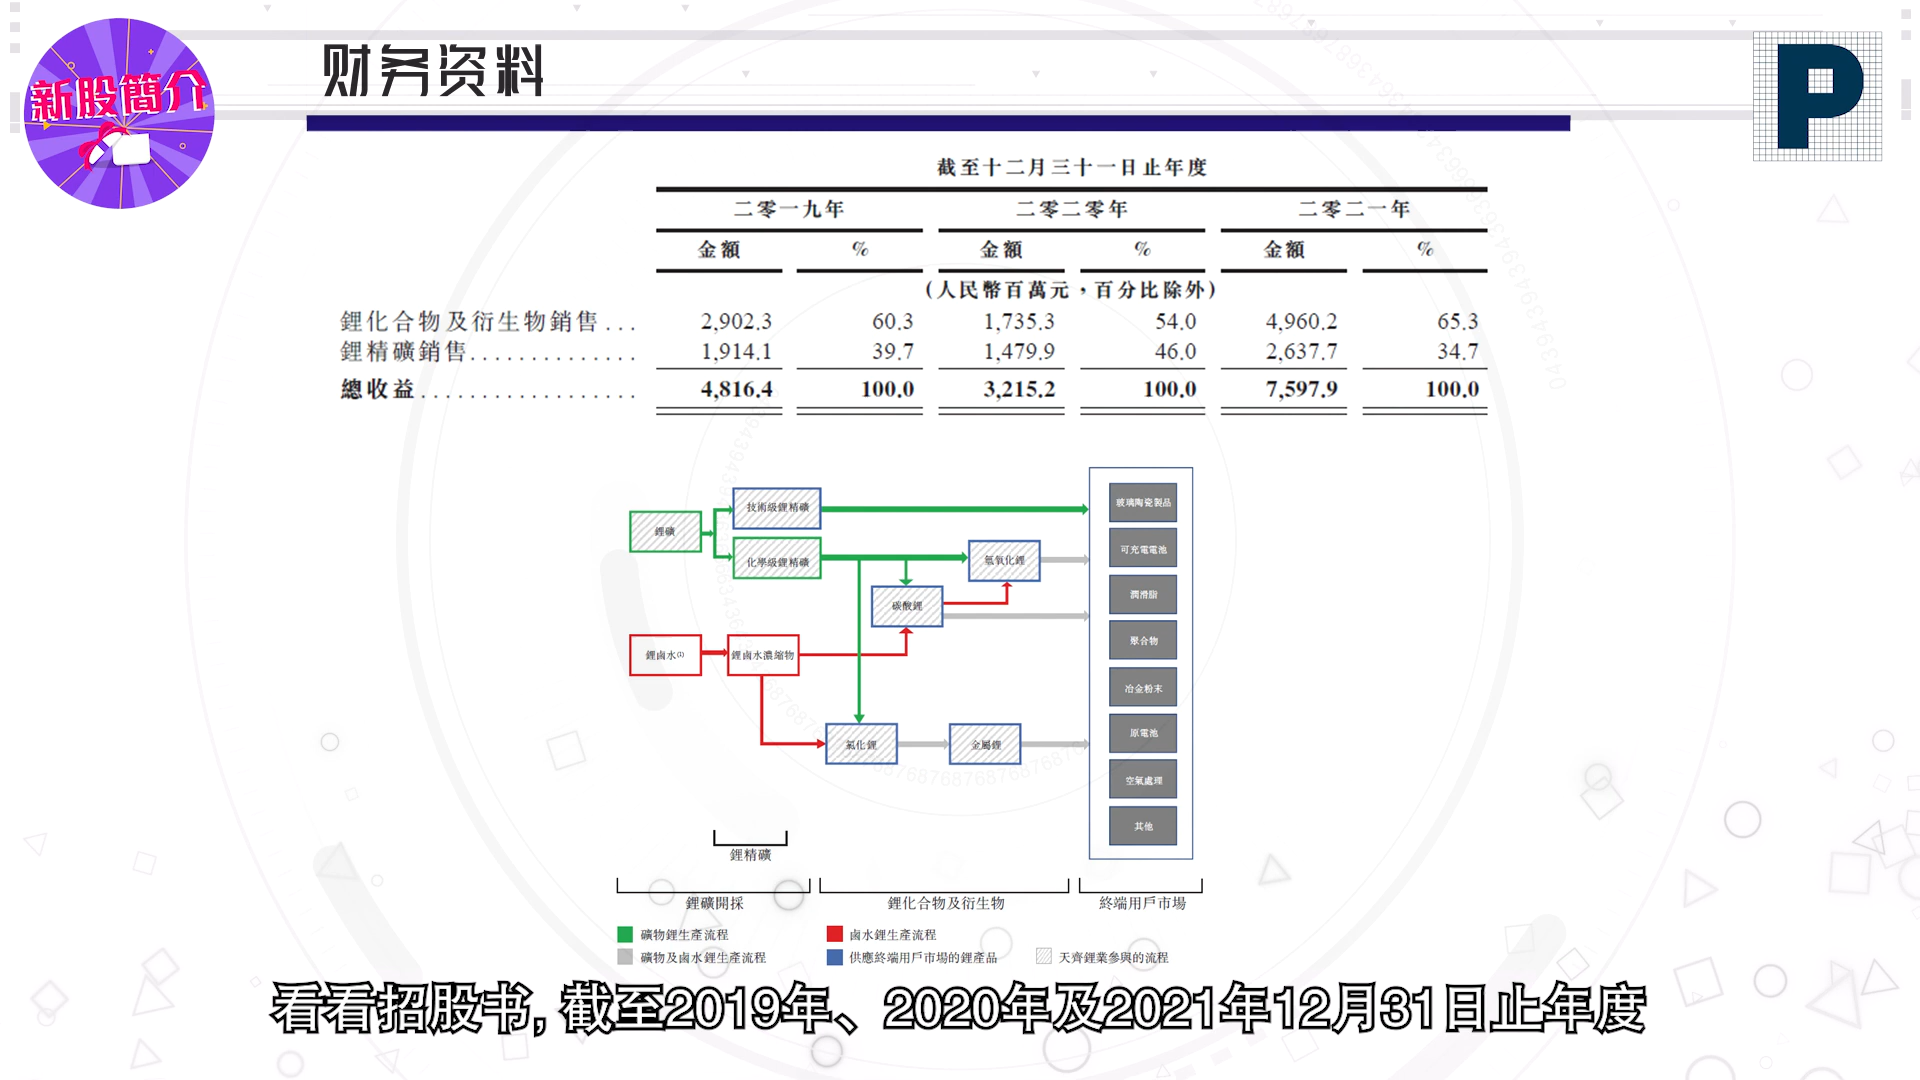 财务资料
新股簡介
P
截至十二月三十一日止年度
二零一九年 二零二零年 二零二一年
金額 % 金額 % 金額 %
(人民幣百萬元，百分比除外)
鋰化合物及衍生物銷售... 2,902.3 60.3 1,735.3 54.0 4,960.2 65.3
鋰精礦銷售.............. 1,914.1 39.7 1,479.9 46.0 2,637.7 34.7
總收益.................. 4,816.4 100.0 3,215.2 100.0 7,597.9 100.0
技術級鋰精礦
玻璃陶瓷製品
鋰礦
可充電電池
化學級鋰精礦
氫氧化鋰
潤滑脂
碳酸鋰
聚合物
鋰鹵水(1)
鋰鹵水濃縮物
冶金粉末
原電池
氯化鋰
金屬鋰
空氣處理
其他
鋰精礦
鋰礦開採
鋰化合物及衍生物
終端用戶市場
礦物鋰生產流程
鹵水鋰生產流程
礦物及鹵水鋰生產流程
供應終端用戶市場的鋰產品
天齊鋰業參與的流程
看看招股书, 截至2019年、2020年及2021年12月31日止年度